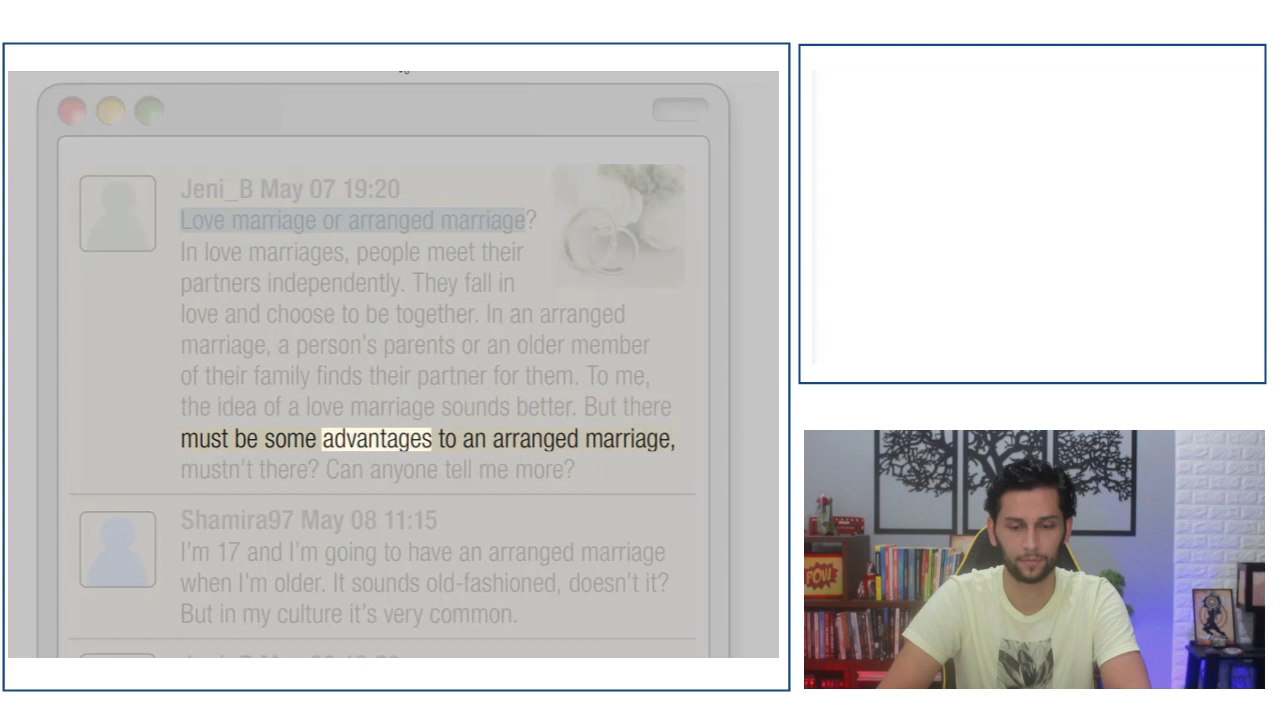 Jeni_B May 07 19:20
Love marriage or arranged marriage?
In love marriages, people meet their
partners independently. They fall in
love and choose to be together. In an arranged
marriage, a person's parents or an older member
of their family finds their partner for them. To me,
the idea of a love marriage sounds better. But there
must be some advantages to an arranged marriage,
mustn't there? Can anyone tell me more?
Shamira97 May 08 11:15
I'm 17 and I'm going to have an arranged marriage
when I'm older. It sounds old-fashioned, doesn't it?
But in my culture it's very common.
POW